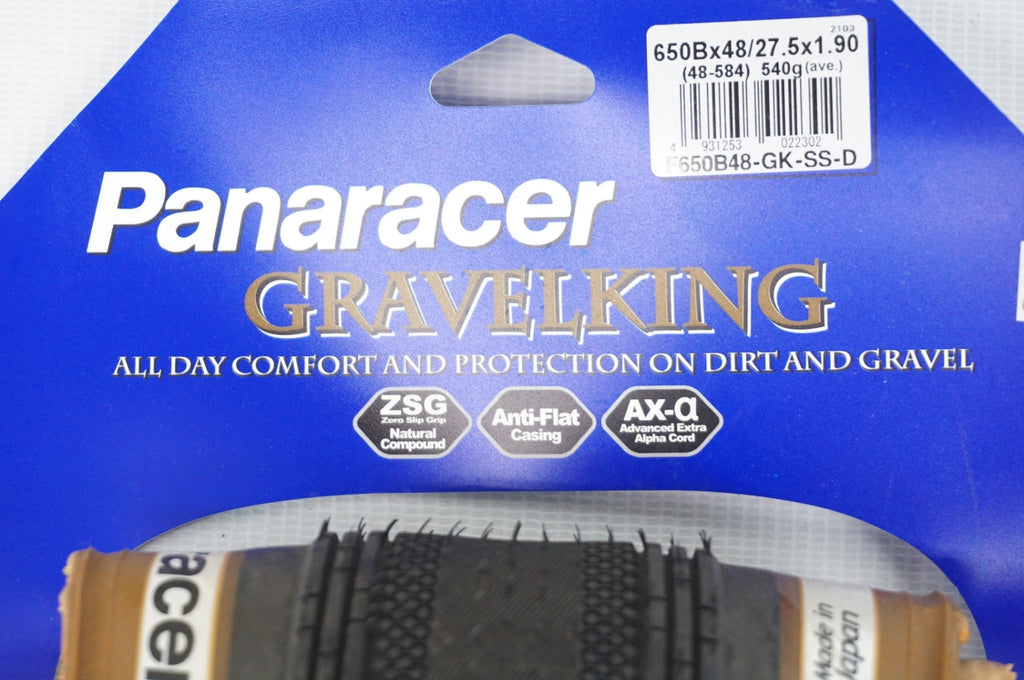 2103
650Bx48/27.5x1.90
(48-584) 540g(ave.)
4 931253 022302
F650B48-GK-SS-D
Panaracer
GRAVELKING
ALL DAY COMFORT AND PROTECTION ON DIRT AND GRAVEL
ZSG
Zero Slip Grip
Natural
Compound
Anti-Flat
Casing
AX-α
Advanced Extra
Alpha Cord
acer
Made in
Japan